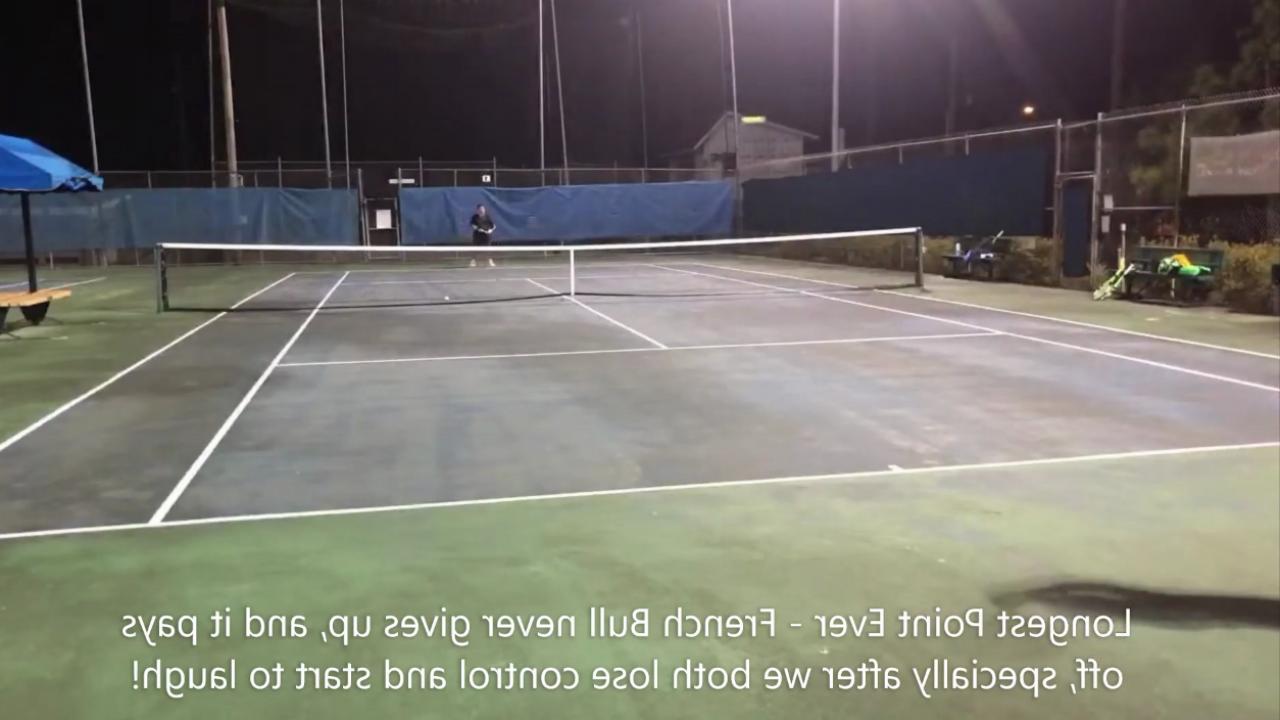 Longest Point Ever - French Bull never gives up, and it pays
off, specially after we both lose control and start to laugh!